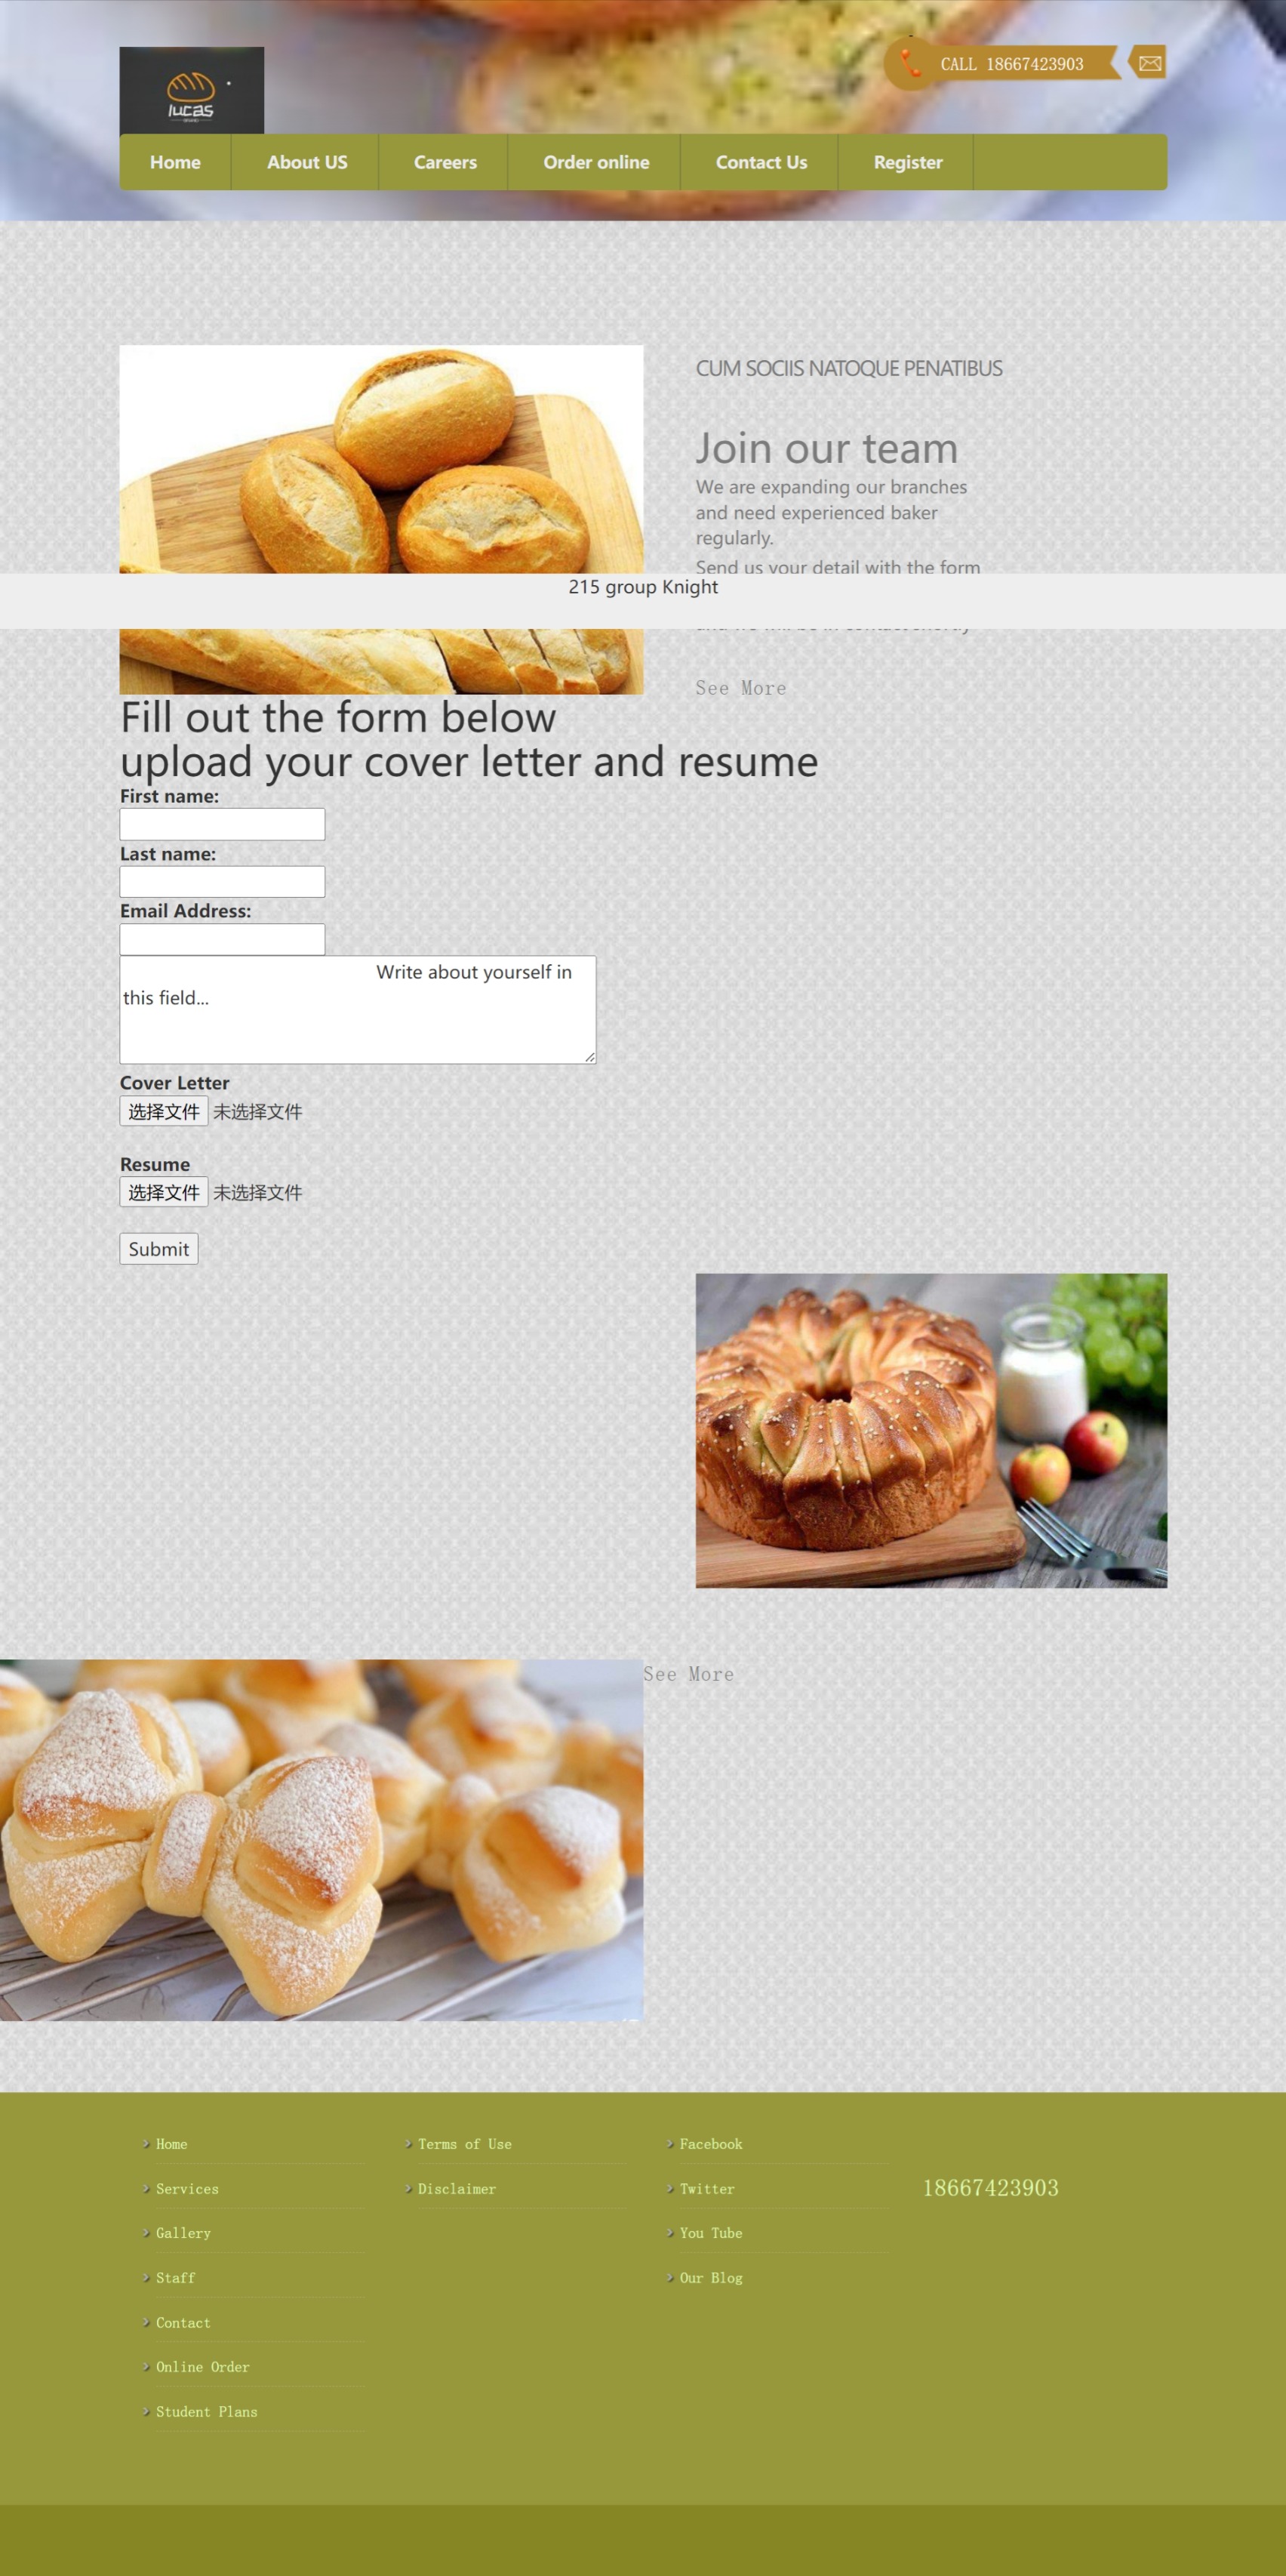 CALL 18667423903
lucas
Home
About US
Careers
Order online
Contact Us
Register
CUM SOCIIS NATOQUE PENATIBUS
Join our team
We are expanding our branches
and need experienced baker
regularly.
Send us your detail with the form
215 group Knight
See More
Fill out the form below
upload your cover letter and resume
First name:
Last name:
Email Address:
Write about yourself in
this field...
Cover Letter
选择文件 未选择文件
Resume
选择文件 未选择文件
Submit
See More
Home
Services
Gallery
Staff
Contact
Online Order
Student Plans
Terms of Use
Disclaimer
Facebook
Twitter
You Tube
Our Blog
18667423903